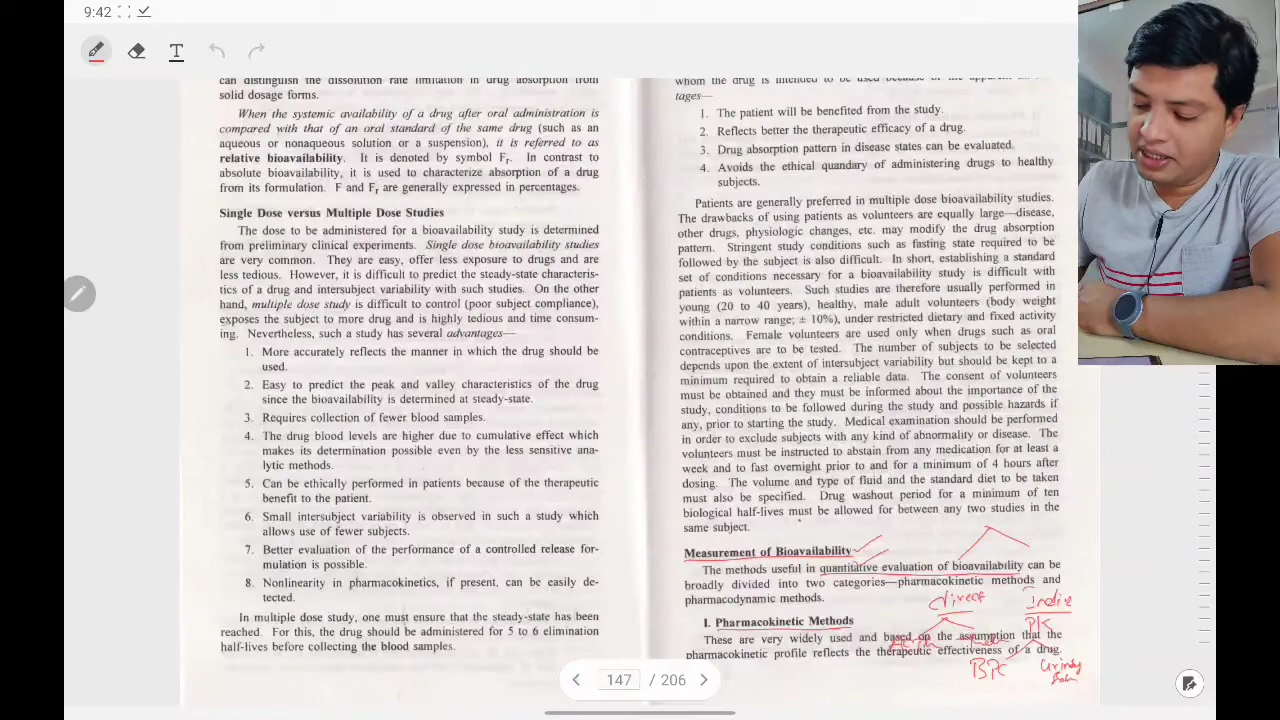 9:42
can distinguish the dissolution rate limitation in drug absorption from
solid dosage forms.
When the systemic availability of a drug after oral administration is
compared with that of an oral standard of the same drug (such as an
aqueous or nonaqueous solution or a suspension), it is referred to as
relative bioavailability. It is denoted by symbol Fr. In contrast to
absolute bioavailability, it is used to characterize absorption of a drug
from its formulation. F and Fr are generally expressed in percentages.
Single Dose versus Multiple Dose Studies
The dose to be administered for a bioavailability study is determined
from preliminary clinical experiments. Single dose bioavailability studies
are very common. They are easy, offer less exposure to drugs and are
less tedious. However, it is difficult to predict the steady-state characteris-
tics of a drug and intersubject variability with such studies. On the other
hand, multiple dose study is difficult to control (poor subject compliance),
exposes the subject to more drug and is highly tedious and time consum-
ing. Nevertheless, such a study has several advantages—
1. More accurately reflects the manner in which the drug should be
used.
2. Easy to predict the peak and valley characteristics of the drug
since the bioavailability is determined at steady-state.
3. Requires collection of fewer blood samples.
4. The drug blood levels are higher due to cumulative effect which
makes its determination possible even by the less sensitive ana-
lytic methods.
5. Can be ethically performed in patients because of the therapeutic
benefit to the patient.
6. Small intersubject variability is observed in such a study which
allows use of fewer subjects.
7. Better evaluation of the performance of a controlled release for-
mulation is possible.
8. Nonlinearity in pharmacokinetics, if present, can be easily de-
tected.
In multiple dose study, one must ensure that the steady-state has been
reached. For this, the drug should be administered for 5 to 6 elimination
half-lives before collecting the blood samples.
whom the drug is intended to be used because of the apparent
tages—
1. The patient will be benefited from the study.
2. Reflects better the therapeutic efficacy of a drug.
3. Drug absorption pattern in disease states can be evaluated.
4. Avoids the ethical quandary of administering drugs to healthy
subjects.
Patients are generally preferred in multiple dose bioavailability studies.
The drawbacks of using patients as volunteers are equally large—disease,
other drugs, physiologic changes, etc. may modify the drug absorption
pattern. Stringent study conditions such as fasting state required to be
followed by the subject is also difficult. In short, establishing a standard
set of conditions necessary for a bioavailability study is difficult with
patients as volunteers. Such studies are therefore usually performed in
young (20 to 40 years), healthy, male adult volunteers (body weight
within a narrow range; ± 10%), under restricted dietary and fixed activity
conditions. Female volunteers are used only when drugs such as oral
contraceptives are to be tested. The number of subjects to be selected
depends upon the extent of intersubject variability but should be kept to a
minimum required to obtain a reliable data. The consent of volunteers
must be obtained and they must be informed about the importance of the
study, conditions to be followed during the study and possible hazards if
any, prior to starting the study. Medical examination should be performed
in order to exclude subjects with any kind of abnormality or disease. The
volunteers must be instructed to abstain from any medication for at least a
week and to fast overnight prior to and for a minimum of 4 hours after
dosing. The volume and type of fluid and the standard diet to be taken
must also be specified. Drug washout period for a minimum of ten
biological half-lives must be allowed for between any two studies in the
same subject.
Measurement of Bioavailability
The methods useful in quantitative evaluation of bioavailability can be
broadly divided into two categories—pharmacokinetic methods and
pharmacodynamic methods.
direct
PK
I. Pharmacokinetic Methods
These are very widely used and based on the assumption that the
pharmacokinetic profile reflects the therapeutic effectiveness of a drug.
147 / 206